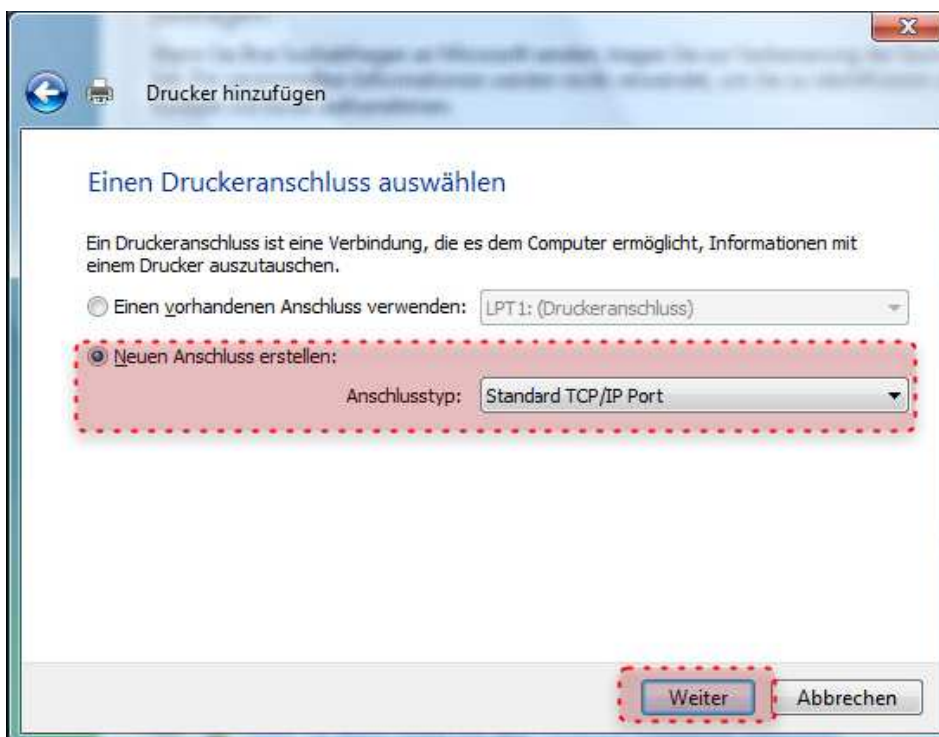 Drucker hinzufügen
Einen Druckeranschluss auswählen
Ein Druckeranschluss ist eine Verbindung, die es dem Computer ermöglicht, Informationen mit
einem Drucker auszutauschen.
Einen vorhandenen Anschluss verwenden: LPT1: (Druckeranschluss)
Neuen Anschluss erstellen:
Anschlusstyp: Standard TCP/IP Port
Weiter Abbrechen